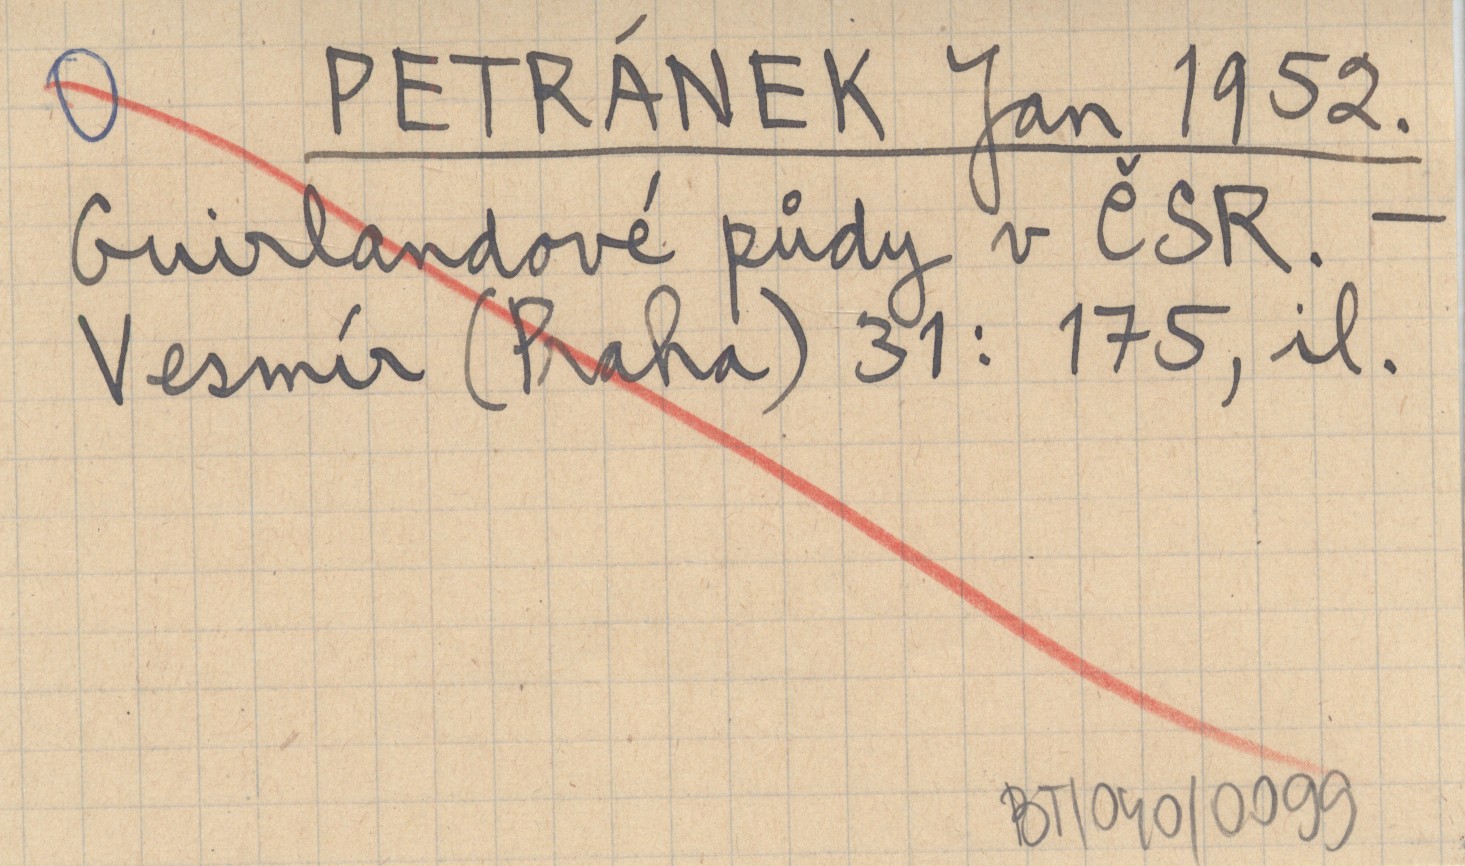 PETRÁNEK Jan 1952.
Guirlandové půdy v ČSR. —
Vesmír (Praha) 31: 175, il.
BT/040/0099